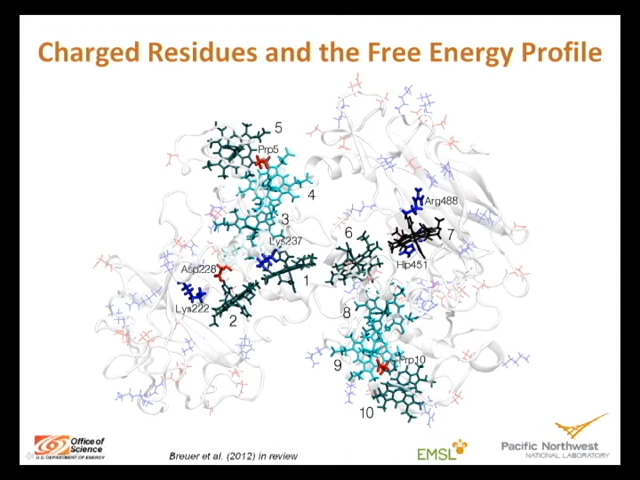 Charged Residues and the Free Energy Profile
5
Prp5
4
3
Arg488
Lys237
6
7
Asp228
Hip451
1
Lys222
2
8
9
Prp10
10
Office of
Science
U.S. DEPARTMENT OF ENERGY
Breuer et al. (2012) in review
EMSL
Pacific Northwest
NATIONAL LABORATORY